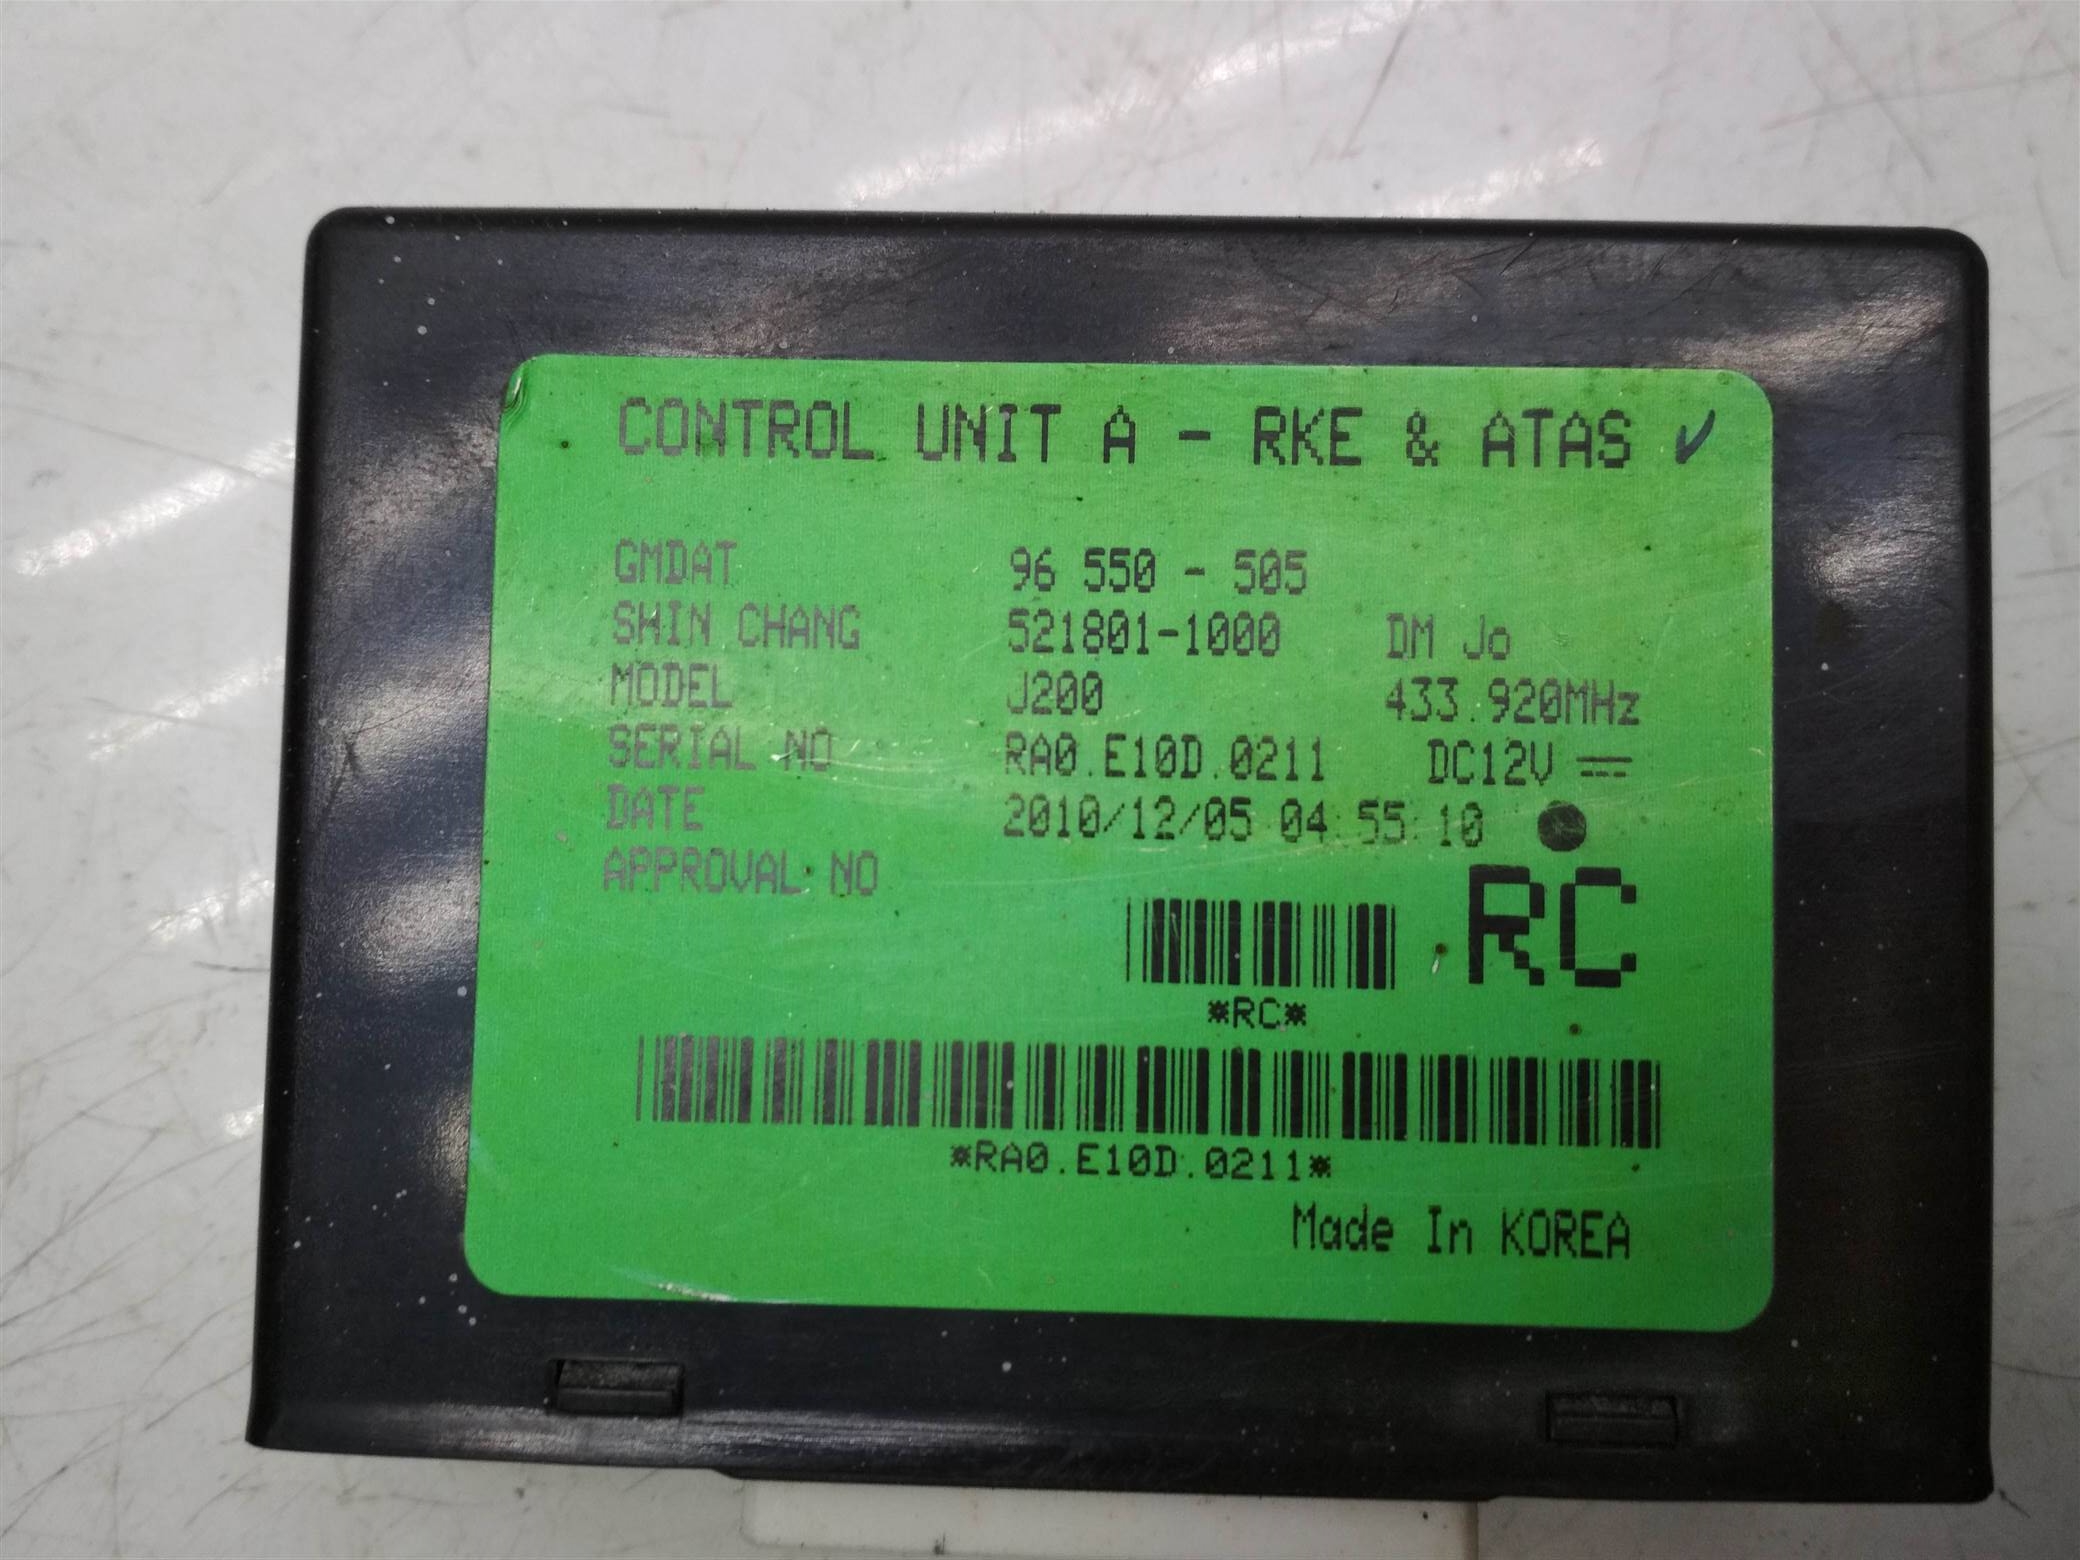 CONTROL UNIT A - RKE & ATAS ✓
GMDAT 96 550 - 505
SHIN CHANG 521801-1000 DM Jo
MODEL J200 433.920MHz
SERIAL NO RA0.E10D.0211 DC12V
DATE 2010/12/05 04:55:10
APPROVAL NO
RC
*RC*
*RA0.E10D.0211*
Made In KOREA